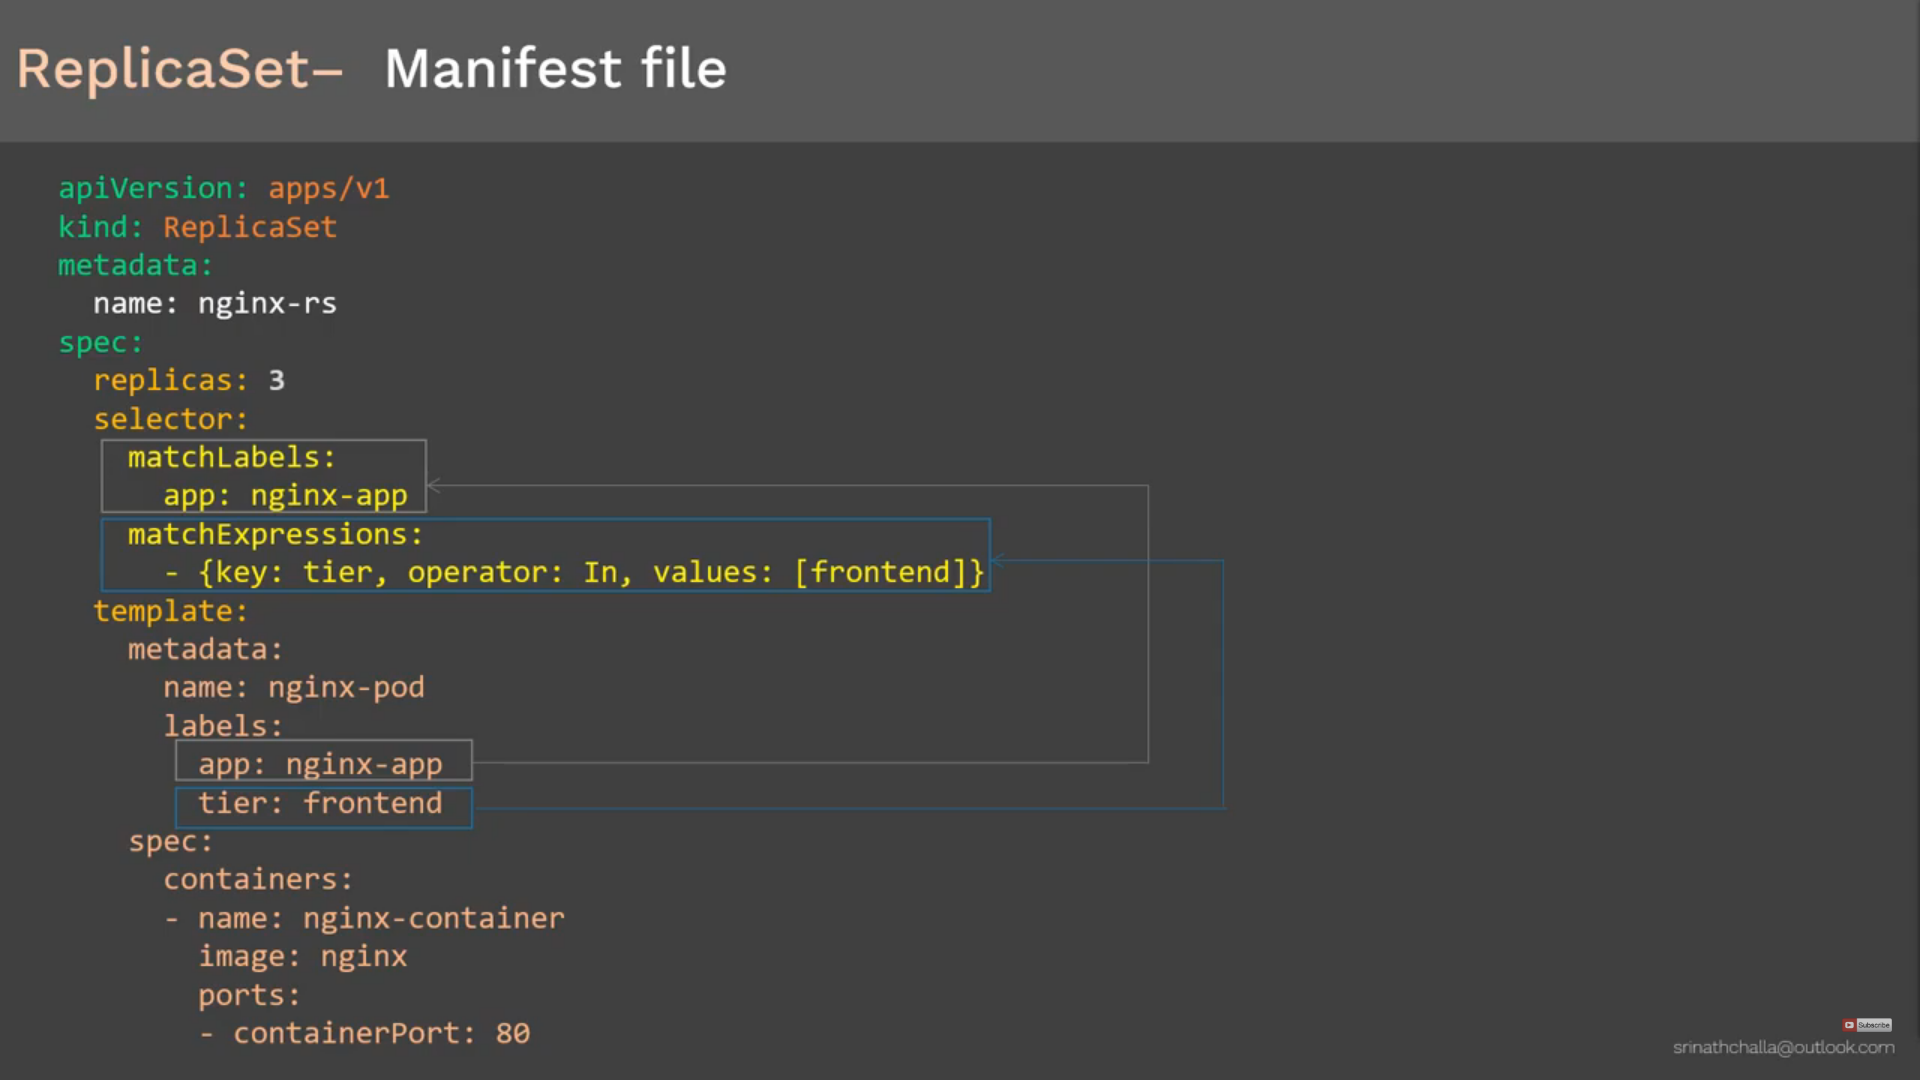 ReplicaSet– Manifest file
apiVersion: apps/v1
kind: ReplicaSet
metadata:
  name: nginx-rs
spec:
  replicas: 3
  selector:
    matchLabels:
      app: nginx-app
    matchExpressions:
      - {key: tier, operator: In, values: [frontend]}
  template:
    metadata:
      name: nginx-pod
      labels:
        app: nginx-app
        tier: frontend
    spec:
      containers:
      - name: nginx-container
        image: nginx
        ports:
        - containerPort: 80
Subscribe
srinathchalla@outlook.com